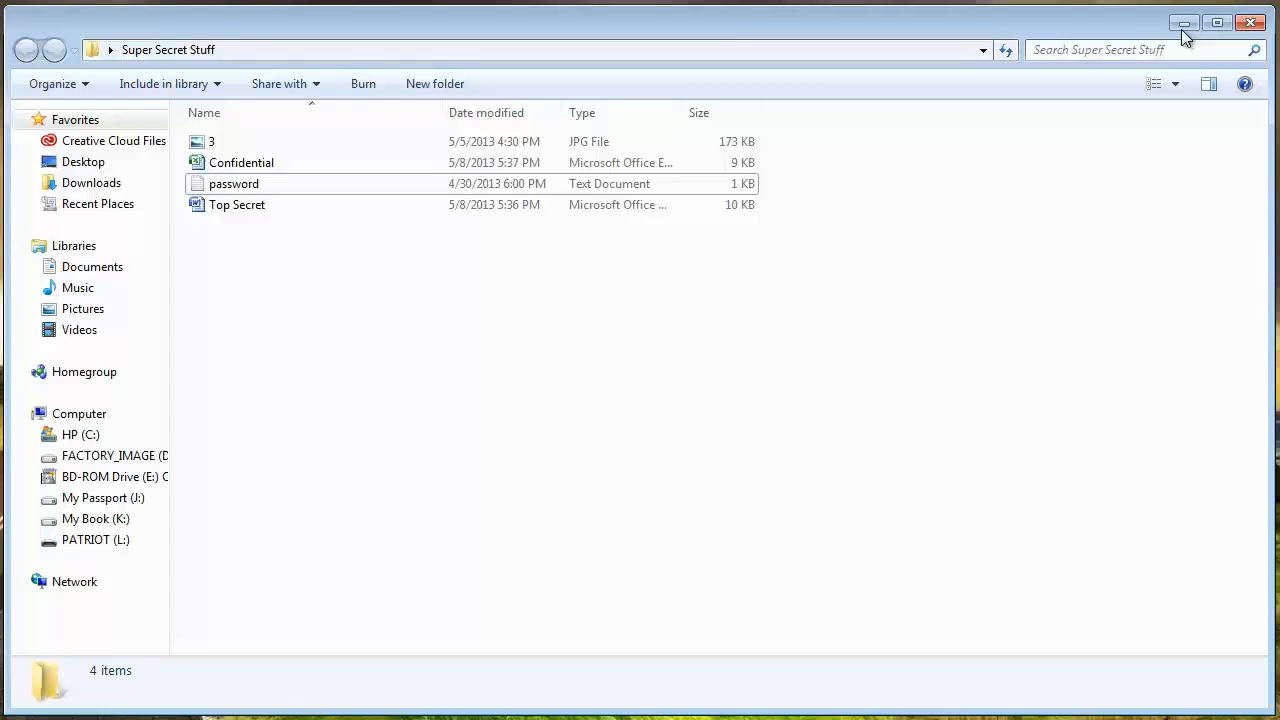 Super Secret Stuff
Search Super Secret Stuff
Organize Include in library Share with Burn New folder
Name Date modified Type Size
Favorites
Creative Cloud Files
Desktop
Downloads
Recent Places
Libraries
Documents
Music
Pictures
Videos
Homegroup
Computer
HP (C:)
FACTORY_IMAGE (D
BD-ROM Drive (E:) C
My Passport (J:)
My Book (K:)
PATRIOT (L:)
Network
3 5/5/2013 4:30 PM JPG File 173 KB
Confidential 5/8/2013 5:37 PM Microsoft Office E... 9 KB
password 4/30/2013 6:00 PM Text Document 1 KB
Top Secret 5/8/2013 5:36 PM Microsoft Office ... 10 KB
4 items